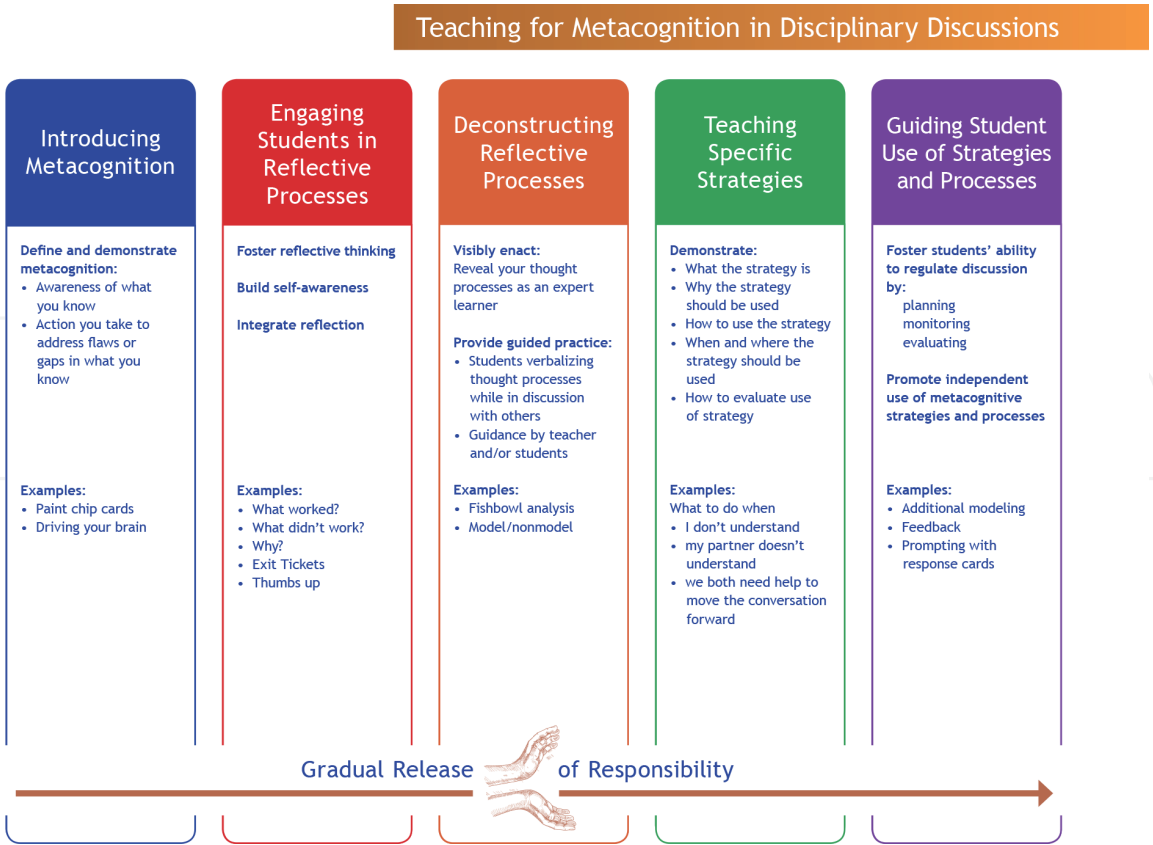 Teaching for Metacognition in Disciplinary Discussions
Introducing
Metacognition
Define and demonstrate
metacognition:
• Awareness of what
you know
• Action you take to
address flaws or
gaps in what you
know
Examples:
• Paint chip cards
• Driving your brain
Engaging
Students in
Reflective
Processes
Foster reflective thinking
Build self-awareness
Integrate reflection
Examples:
• What worked?
• What didn’t work?
• Why?
• Exit Tickets
• Thumbs up
Deconstructing
Reflective
Processes
Visibly enact:
Reveal your thought
processes as an expert
learner
Provide guided practice:
• Students verbalizing
thought processes
while in discussion
with others
• Guidance by teacher
and/or students
Examples:
• Fishbowl analysis
• Model/nonmodel
Teaching
Specific
Strategies
Demonstrate:
• What the strategy is
• Why the strategy
should be used
• How to use the strategy
• When and where the
strategy should be
used
• How to evaluate use
of strategy
Examples:
What to do when
• I don’t understand
• my partner doesn’t
understand
• we both need help to
move the conversation
forward
Guiding Student
Use of Strategies
and Processes
Foster students’ ability
to regulate discussion
by:
planning
monitoring
evaluating
Promote independent
use of metacognitive
strategies and processes
Examples:
• Additional modeling
• Feedback
• Prompting with
response cards
Gradual Release of Responsibility